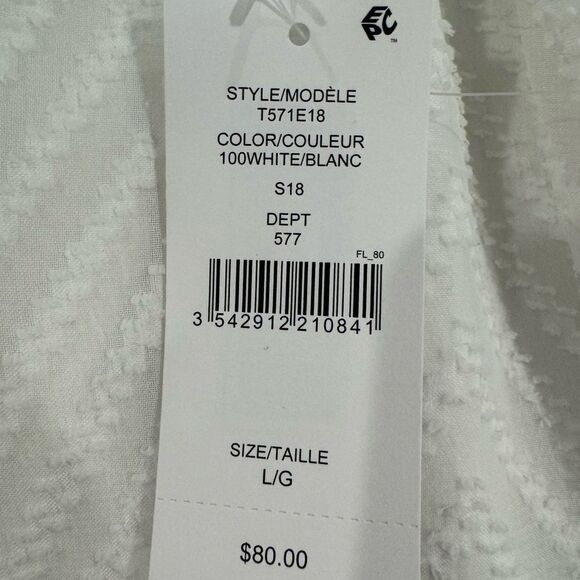 EPC
TM
STYLE/MODÈLE
T571E18
COLOR/COULEUR
100WHITE/BLANC
S18
DEPT
577
FL_80
3 542912 210841
SIZE/TAILLE
L/G
$80.00